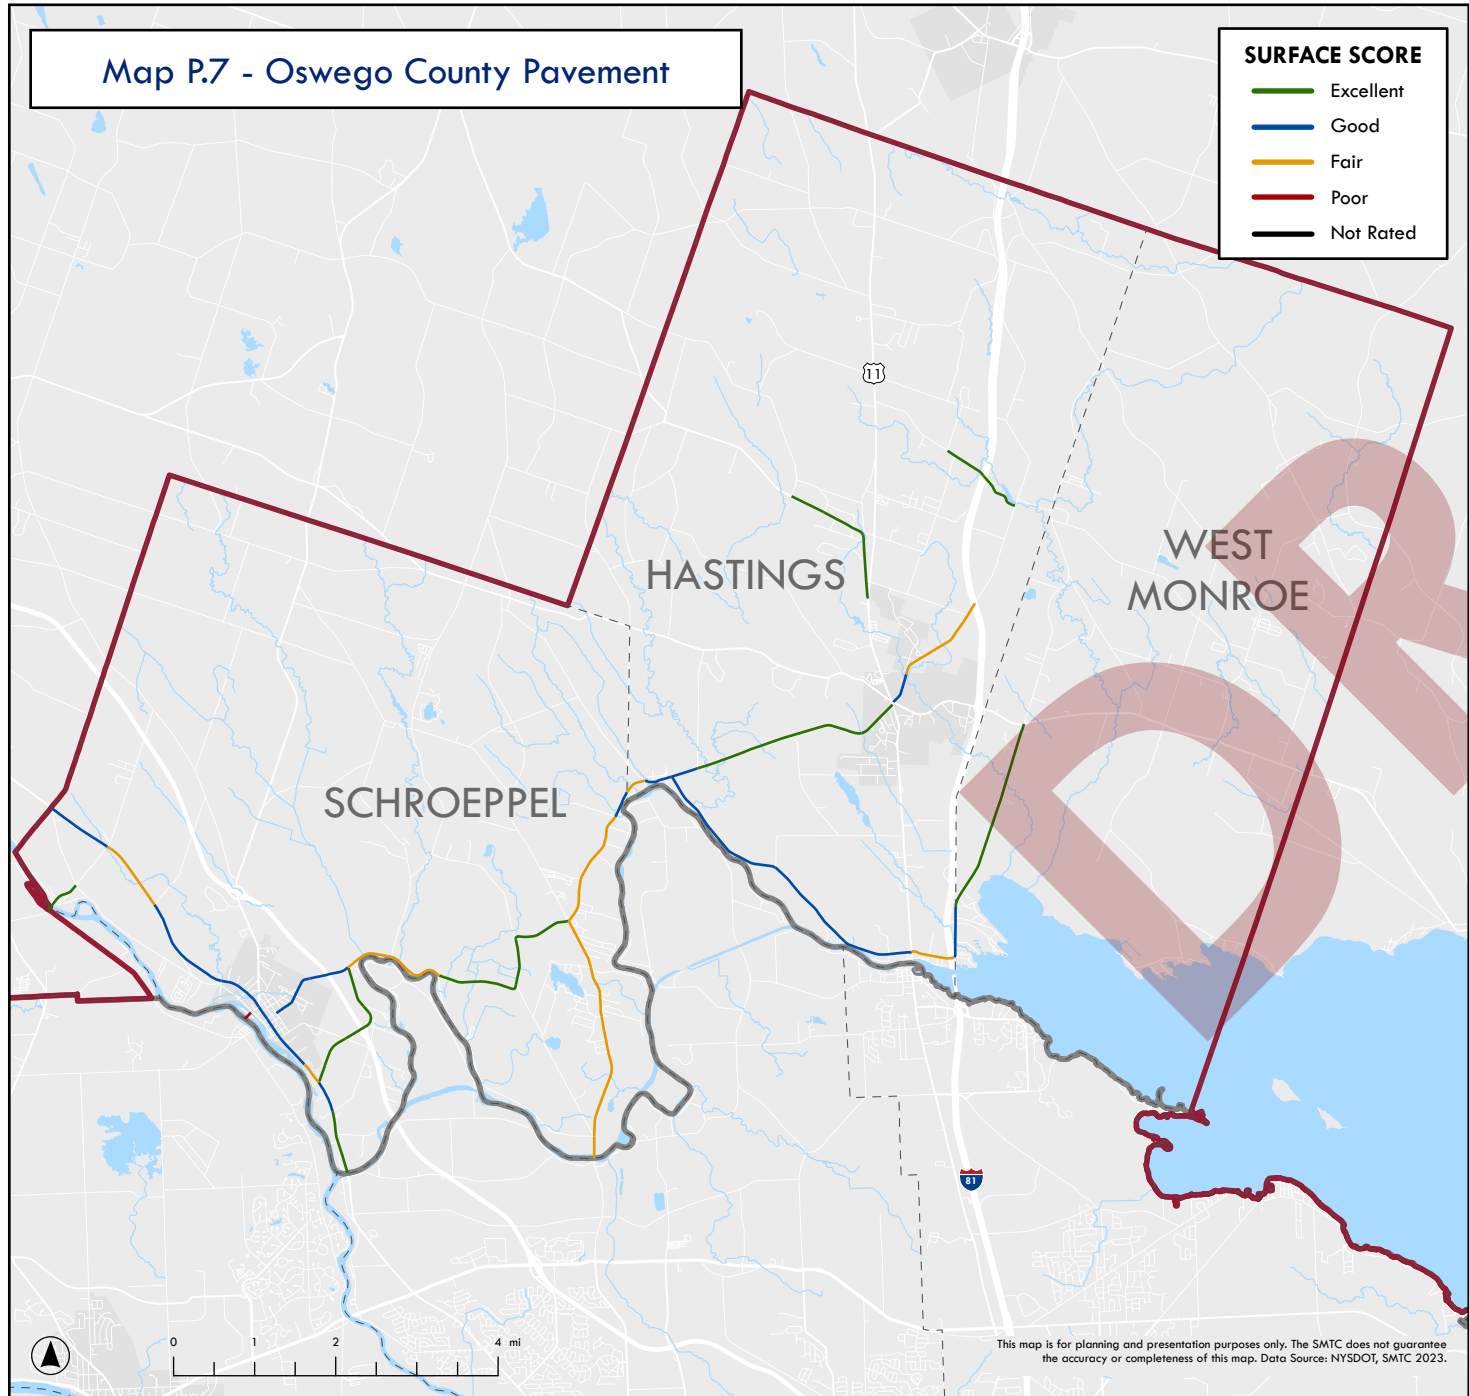 Map P.7 - Oswego County Pavement
SURFACE SCORE
Excellent
Good
Fair
Poor
Not Rated
11
HASTINGS
WEST
MONROE
SCHROEPPEL
81
0 1 2 4 mi
This map is for planning and presentation purposes only. The SMTC does not guarantee
the accuracy or completeness of this map. Data Source: NYSDOT, SMTC 2023.
D R